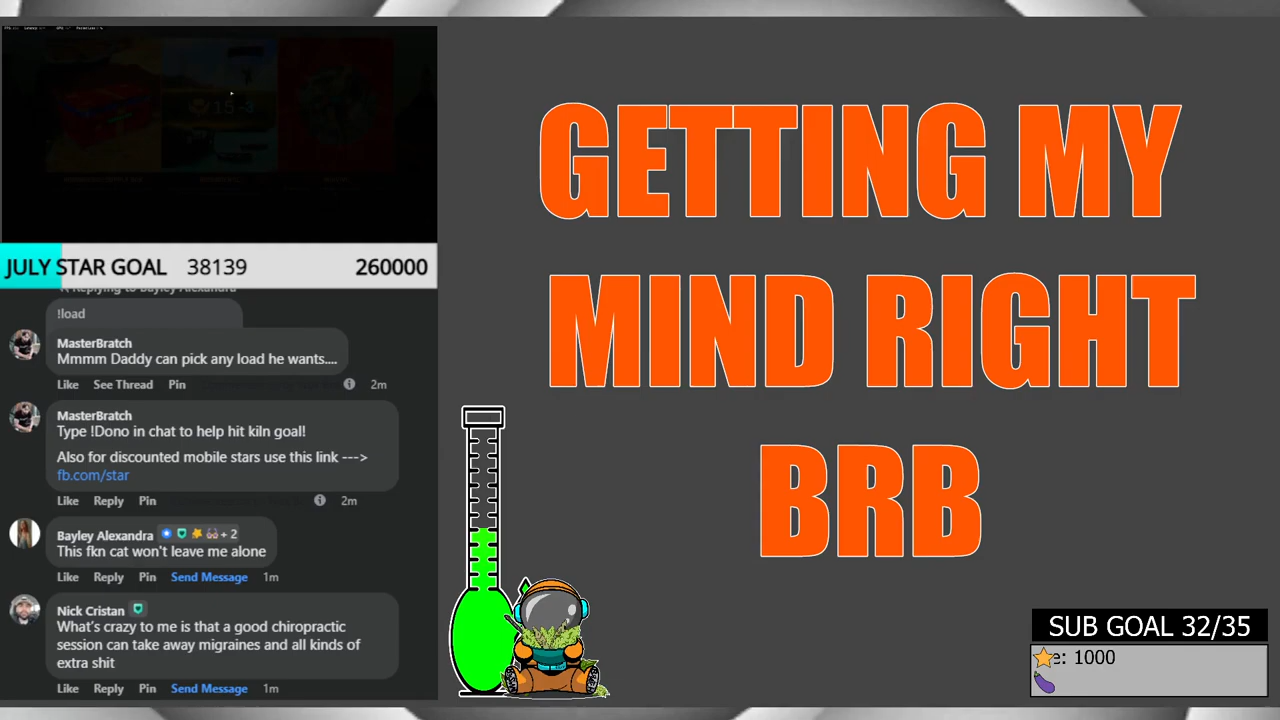 JULY STAR GOAL 38139 260000
Replying to Bayley Alexandra
!load
MasterBratch
Mmmm Daddy can pick any load he wants....
Like See Thread Pin 2m
MasterBratch
Type !Dono in chat to help hit kiln goal!
Also for discounted mobile stars use this link --->
fb.com/star
Like Reply Pin 2m
Bayley Alexandra + 2
This fkn cat won't leave me alone
Like Reply Pin Send Message 1m
Nick Cristan
What's crazy to me is that a good chiropractic
session can take away migraines and all kinds of
extra shit
Like Reply Pin Send Message 1m
GETTING MY
MIND RIGHT
BRB
SUB GOAL 32/35
e: 1000